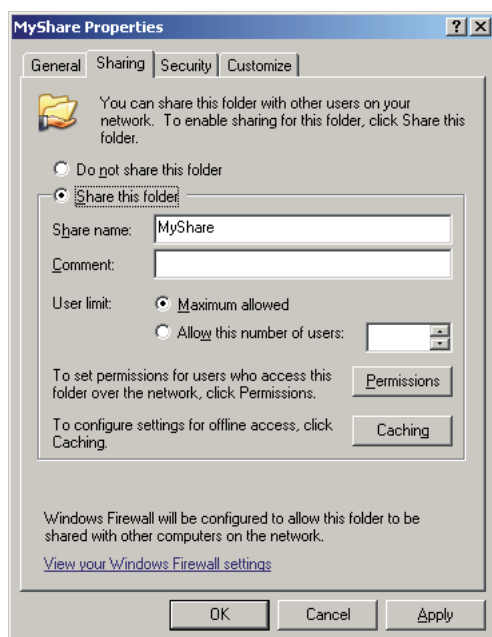 MyShare Properties
General Sharing Security Customize
You can share this folder with other users on your
network. To enable sharing for this folder, click Share this
folder.
Do not share this folder
Share this folder
Share name: MyShare
Comment:
User limit: Maximum allowed
Allow this number of users:
To set permissions for users who access this
folder over the network, click Permissions.
Permissions
To configure settings for offline access, click
Caching.
Caching
Windows Firewall will be configured to allow this folder to be
shared with other computers on the network.
View your Windows Firewall settings
OK Cancel Apply